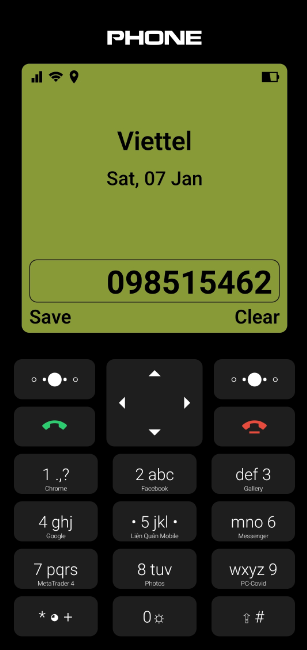 PHONE
Viettel
Sat, 07 Jan
098515462
Save Clear
1 .,? 2 abc def 3
Chrome Facebook Gallery
4 ghj • 5 jkl • mno 6
Google Liên Quân Mobile Messenger
7 pqrs 8 tuv wxyz 9
MetaTrader 4 Photos PC-Covid
* + 0 #